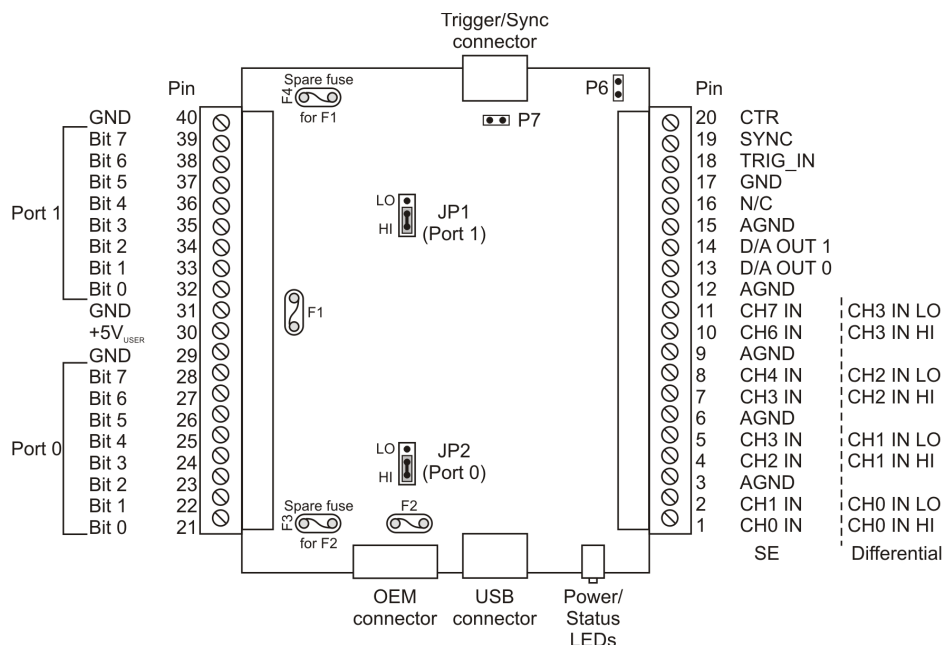 Trigger/Sync
connector
Spare fuse
F4
for F1
P6
P7
Pin
GND 40
Bit 7 39
Bit 6 38
Bit 5 37
Bit 4 36
Port 1
Bit 3 35
Bit 2 34
Bit 1 33
Bit 0 32
GND 31
+5VUSER 30
GND 29
Bit 7 28
Bit 6 27
Bit 5 26
Bit 4 25
Port 0
Bit 3 24
Bit 2 23
Bit 1 22
Bit 0 21
LO
HI
JP1
(Port 1)
F1
LO
HI
JP2
(Port 0)
Spare fuse
F3
for F2
F2
Pin
20 CTR
19 SYNC
18 TRIG_IN
17 GND
16 N/C
15 AGND
14 D/A OUT 1
13 D/A OUT 0
12 AGND
11 CH7 IN CH3 IN LO
10 CH6 IN CH3 IN HI
9 AGND
8 CH4 IN CH2 IN LO
7 CH3 IN CH2 IN HI
6 AGND
5 CH3 IN CH1 IN LO
4 CH2 IN CH1 IN HI
3 AGND
2 CH1 IN CH0 IN LO
1 CH0 IN CH0 IN HI
SE Differential
OEM
connector
USB
connector
Power/
Status
LEDs